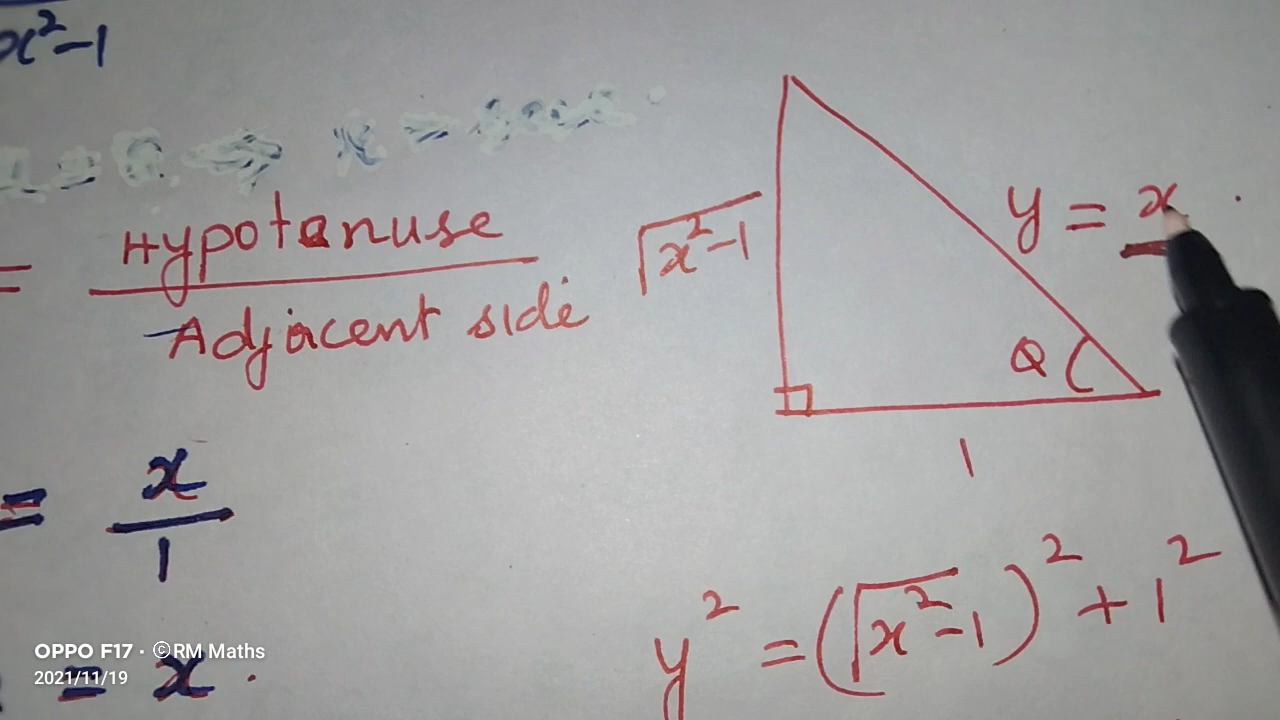 x²-1
= Hypotanuse / Adjacent side
√x²-1
y = x
θ
1
= x / 1
y² = (√x²-1)² + 1²
= x.
OPPO F17 · ©RM Maths
2021/11/19